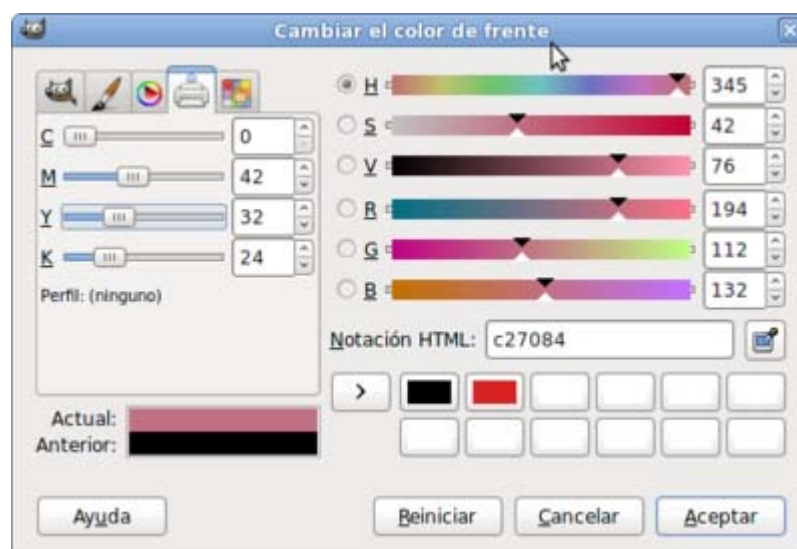 Cambiar el color de frente
C 0
M 42
Y 32
K 24
Perfil: (ninguno)
Actual:
Anterior:
H 345
S 42
V 76
R 194
G 112
B 132
Notación HTML: c27084
>
Ayuda
Reiniciar
Cancelar
Aceptar